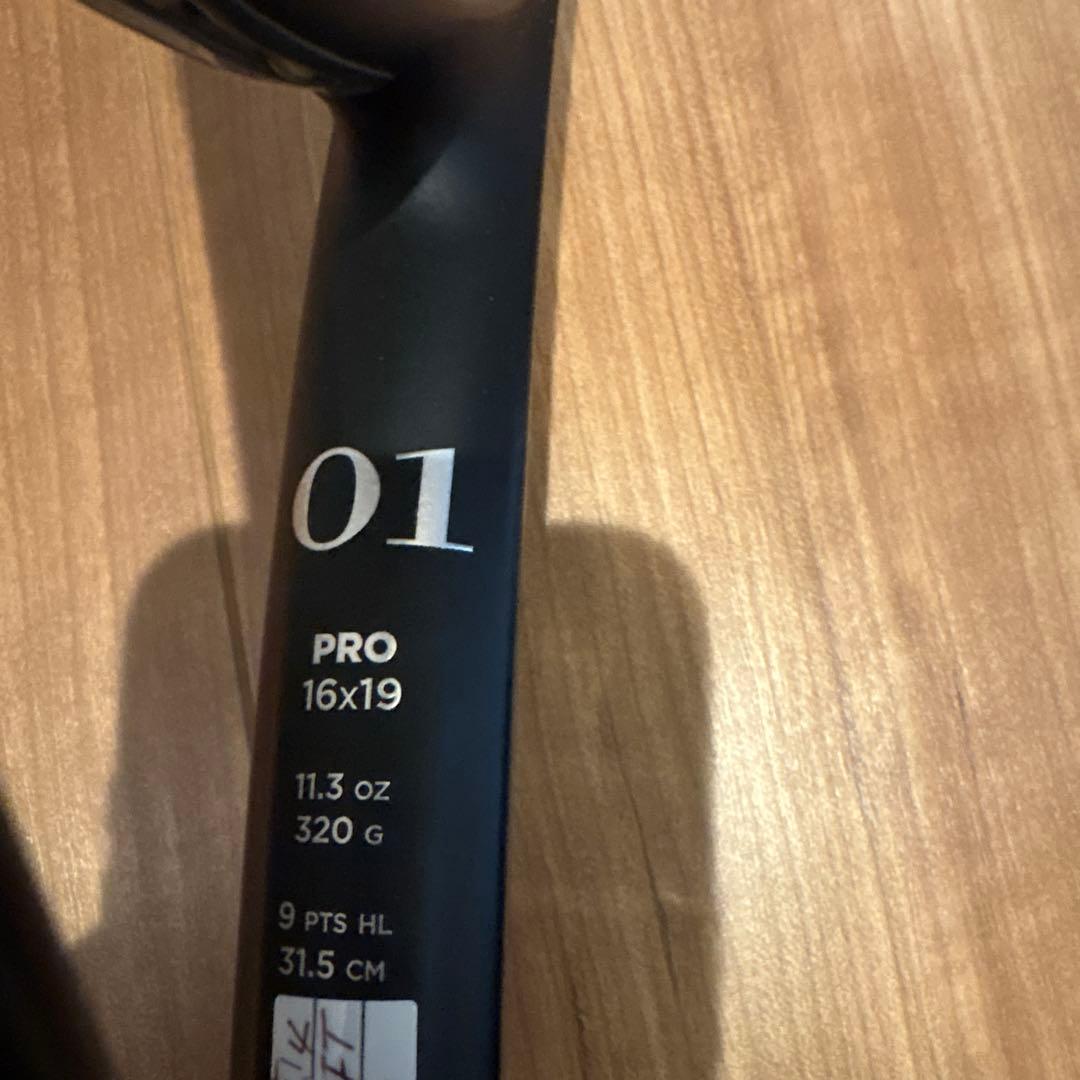 01
PRO
16x19
11.3 OZ
320 G
9 PTS HL
31.5 CM